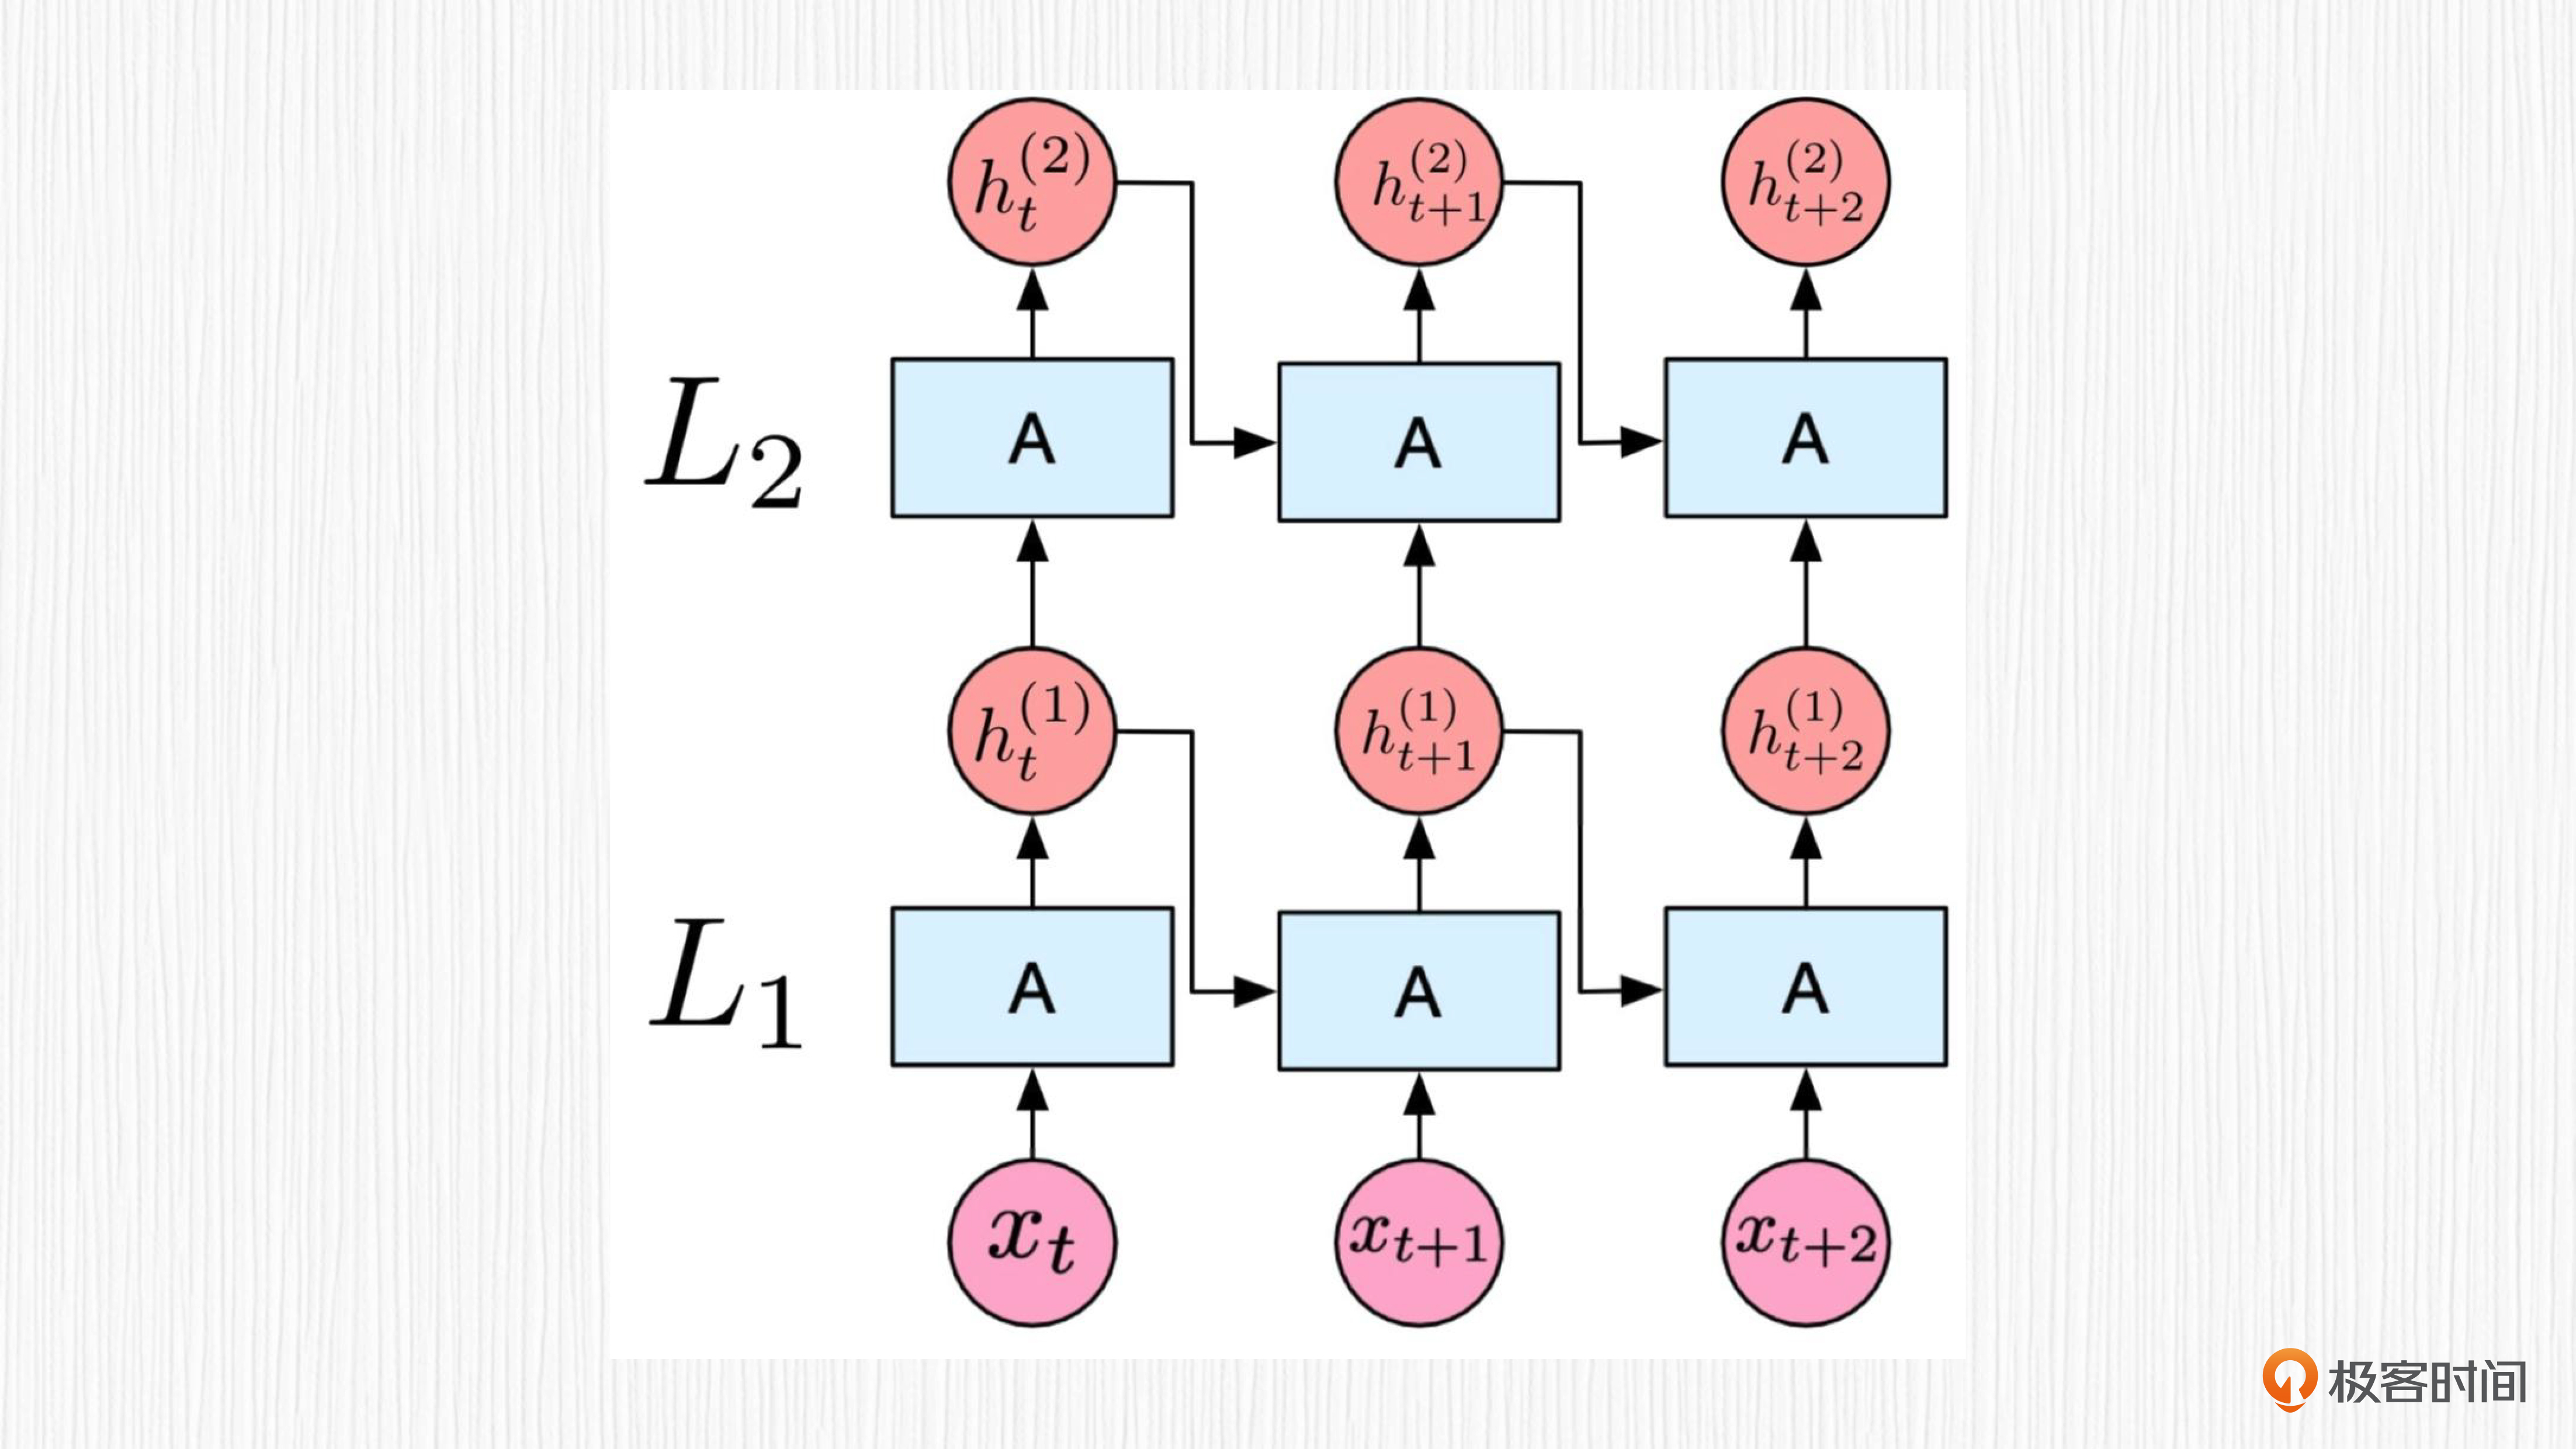 h_t^{(2)} h_{t+1}^{(2)} h_{t+2}^{(2)}
L_2 A A A
h_t^{(1)} h_{t+1}^{(1)} h_{t+2}^{(1)}
L_1 A A A
x_t x_{t+1} x_{t+2}
极客时间